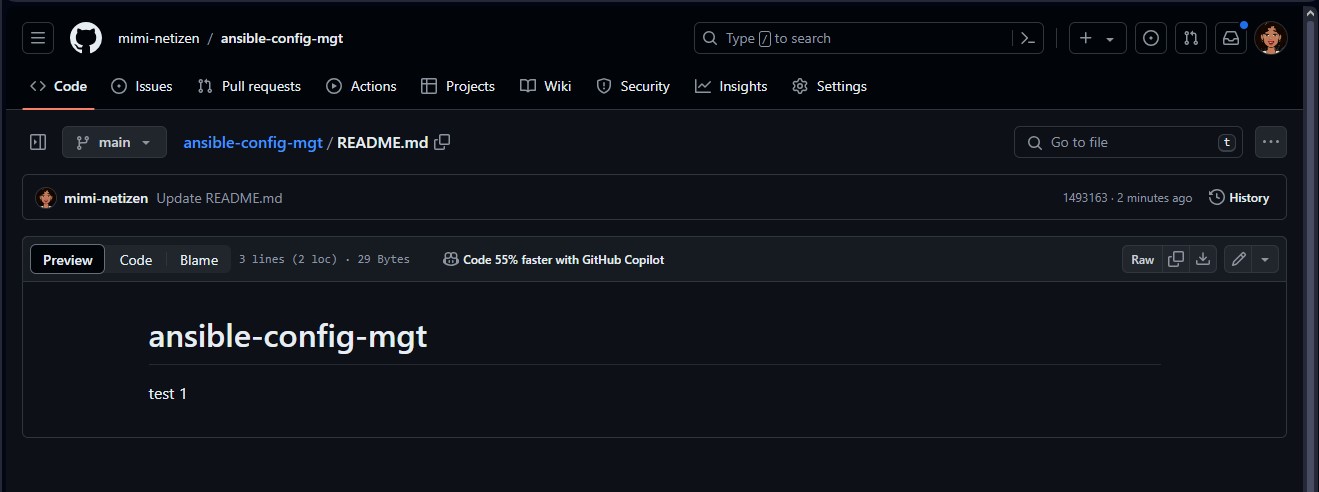 mimi-netizen / ansible-config-mgt
Type / to search
Code Issues Pull requests Actions Projects Wiki Security Insights Settings
main ansible-config-mgt / README.md
Go to file t
mimi-netizen Update README.md 1493163 · 2 minutes ago History
Preview Code Blame 3 lines (2 loc) · 29 Bytes Code 55% faster with GitHub Copilot Raw
ansible-config-mgt
test 1